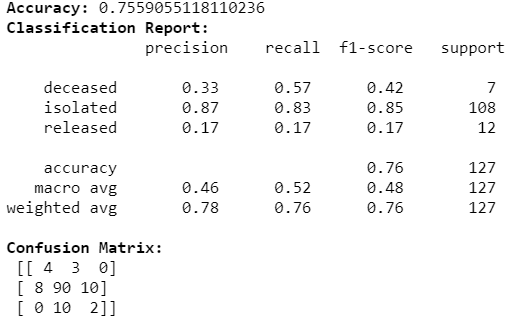 Accuracy: 0.7559055118110236
Classification Report:
precision recall f1-score support
deceased 0.33 0.57 0.42 7
isolated 0.87 0.83 0.85 108
released 0.17 0.17 0.17 12
accuracy 0.76 127
macro avg 0.46 0.52 0.48 127
weighted avg 0.78 0.76 0.76 127
Confusion Matrix:
[[ 4 3 0]
[ 8 90 10]
[ 0 10 2]]